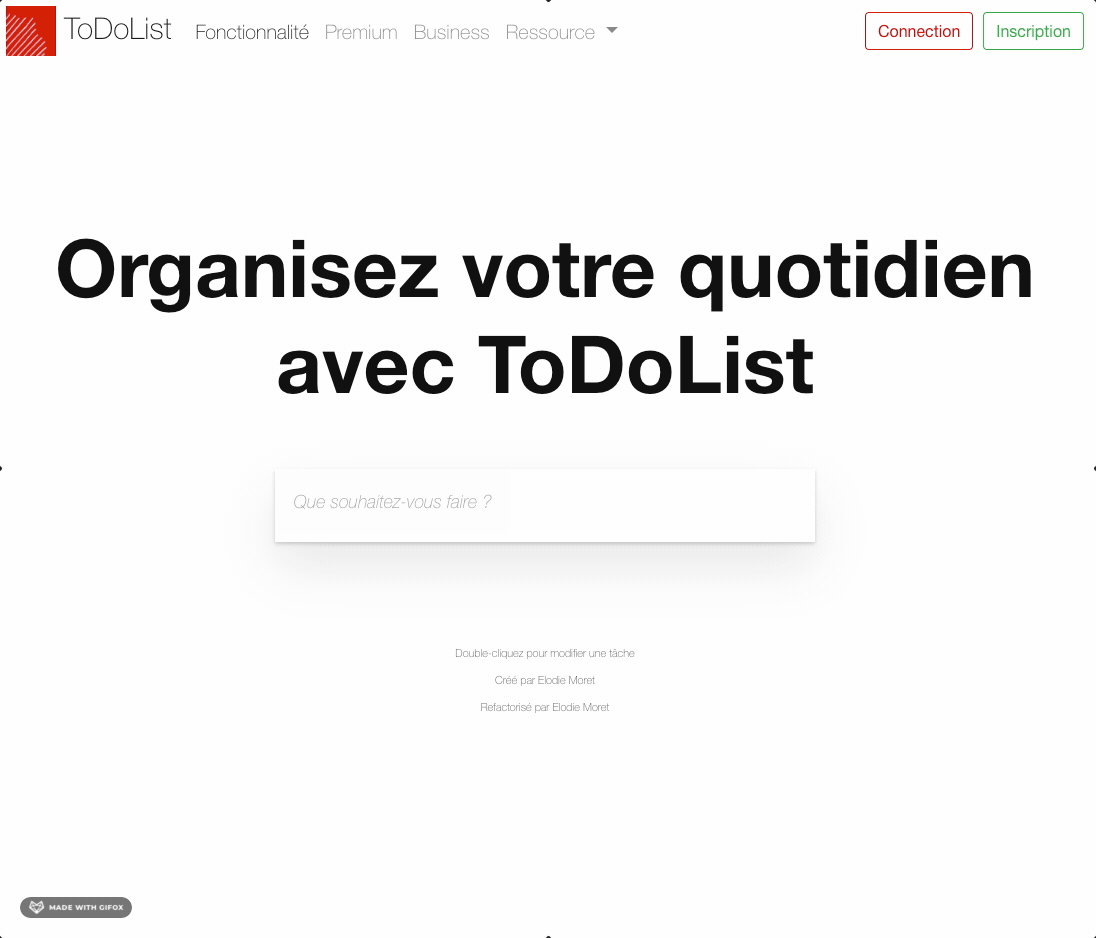 ToDoList Fonctionnalité Premium Business Ressource Connection Inscription
Organisez votre quotidien
avec ToDoList
Que souhaitez-vous faire ?
Double-cliquez pour modifier une tâche
Créé par Elodie Moret
Refactorisé par Elodie Moret
MADE WITH GIFOX